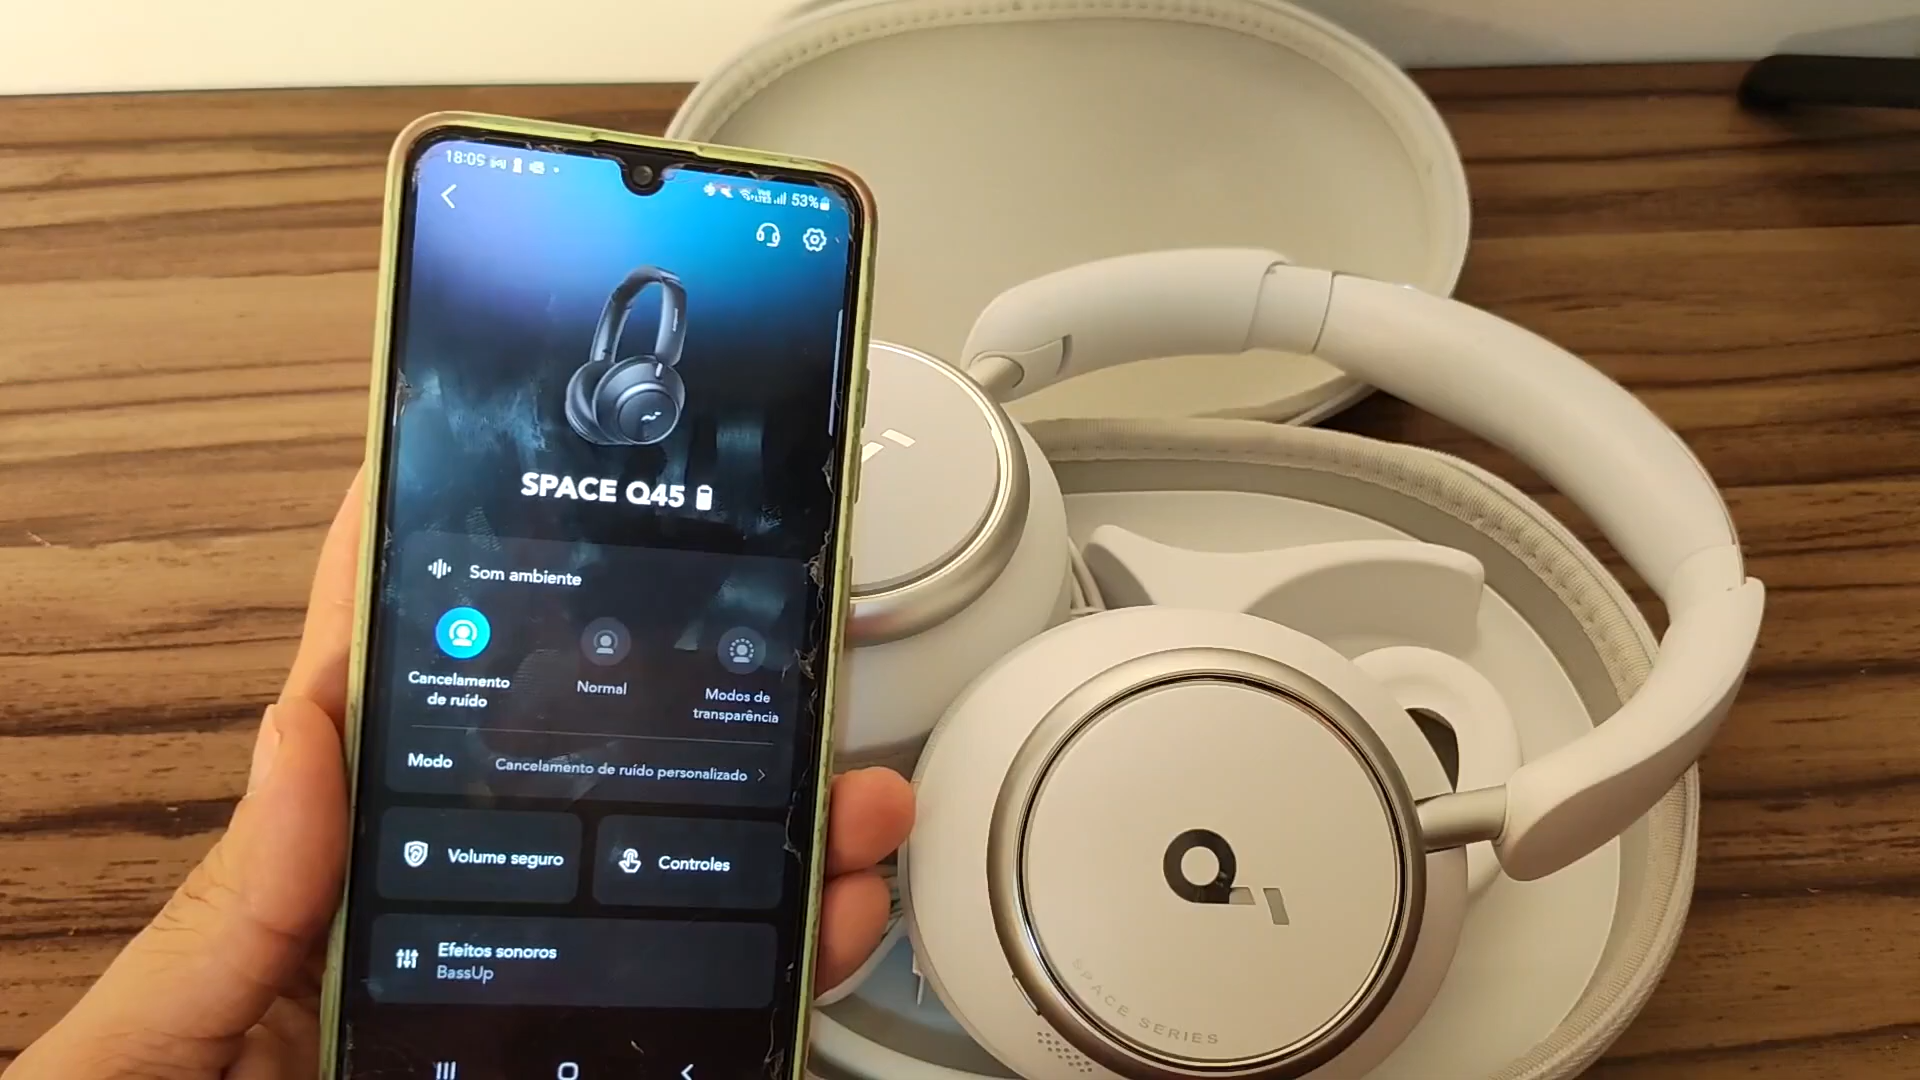 18:09
53%
SPACE Q45
Som ambiente
Cancelamento
de ruído
Normal
Modos de
transparência
Modo
Cancelamento de ruído personalizado
Volume seguro
Controles
Efeitos sonoros
BassUp
SPACE SERIES